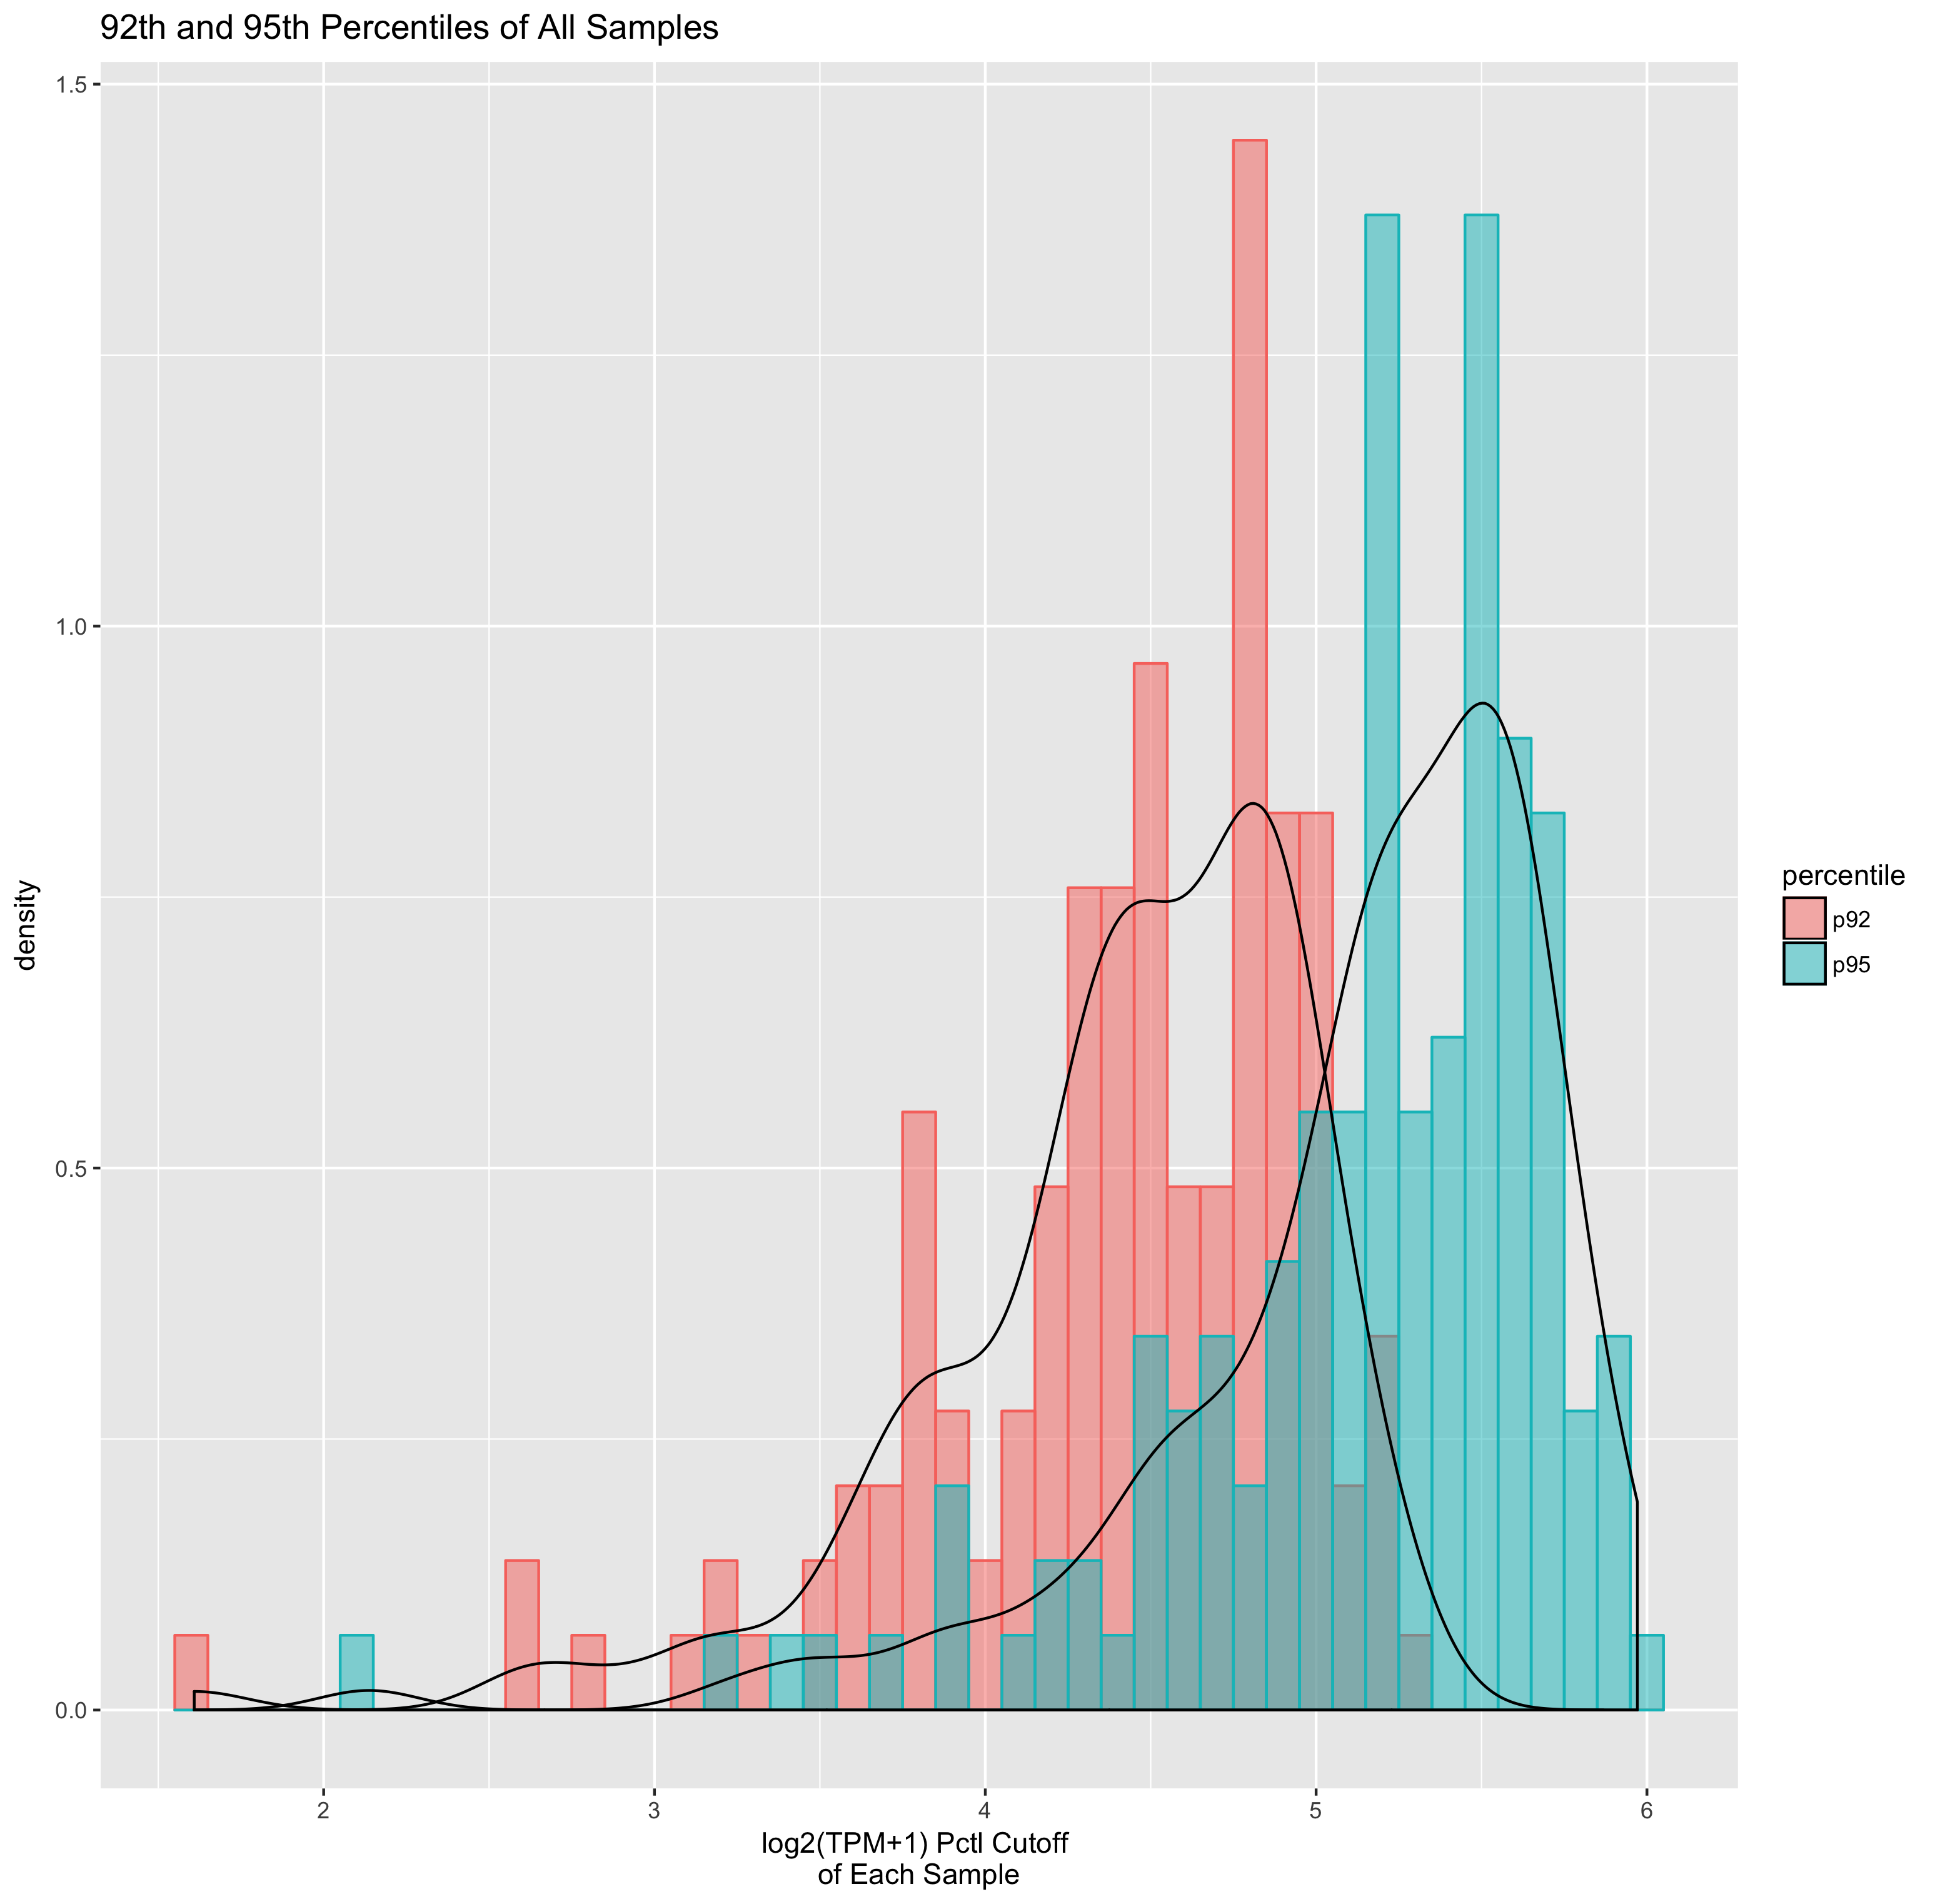 92th and 95th Percentiles of All Samples
1.5
1.0
0.5
0.0
density
2 3 4 5 6
log2(TPM+1) Pctl Cutoff
of Each Sample
percentile
p92
p95